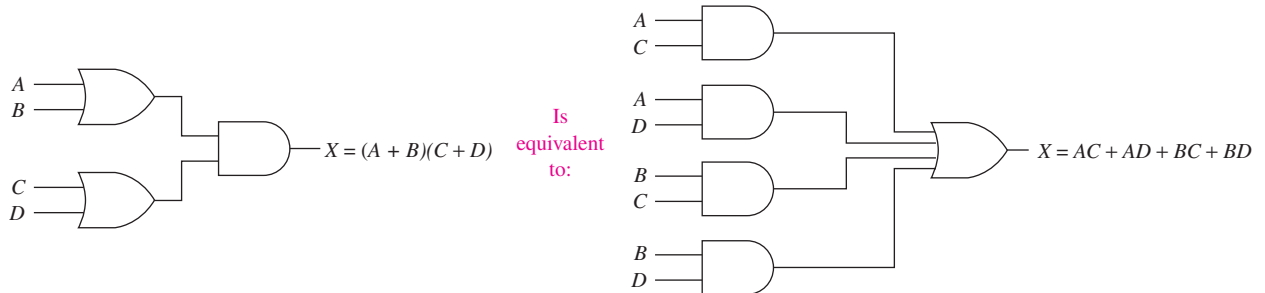 A
B
C
D
X = (A + B)(C + D)
Is
equivalent
to:
A
C
A
D
B
C
B
D
X = AC + AD + BC + BD